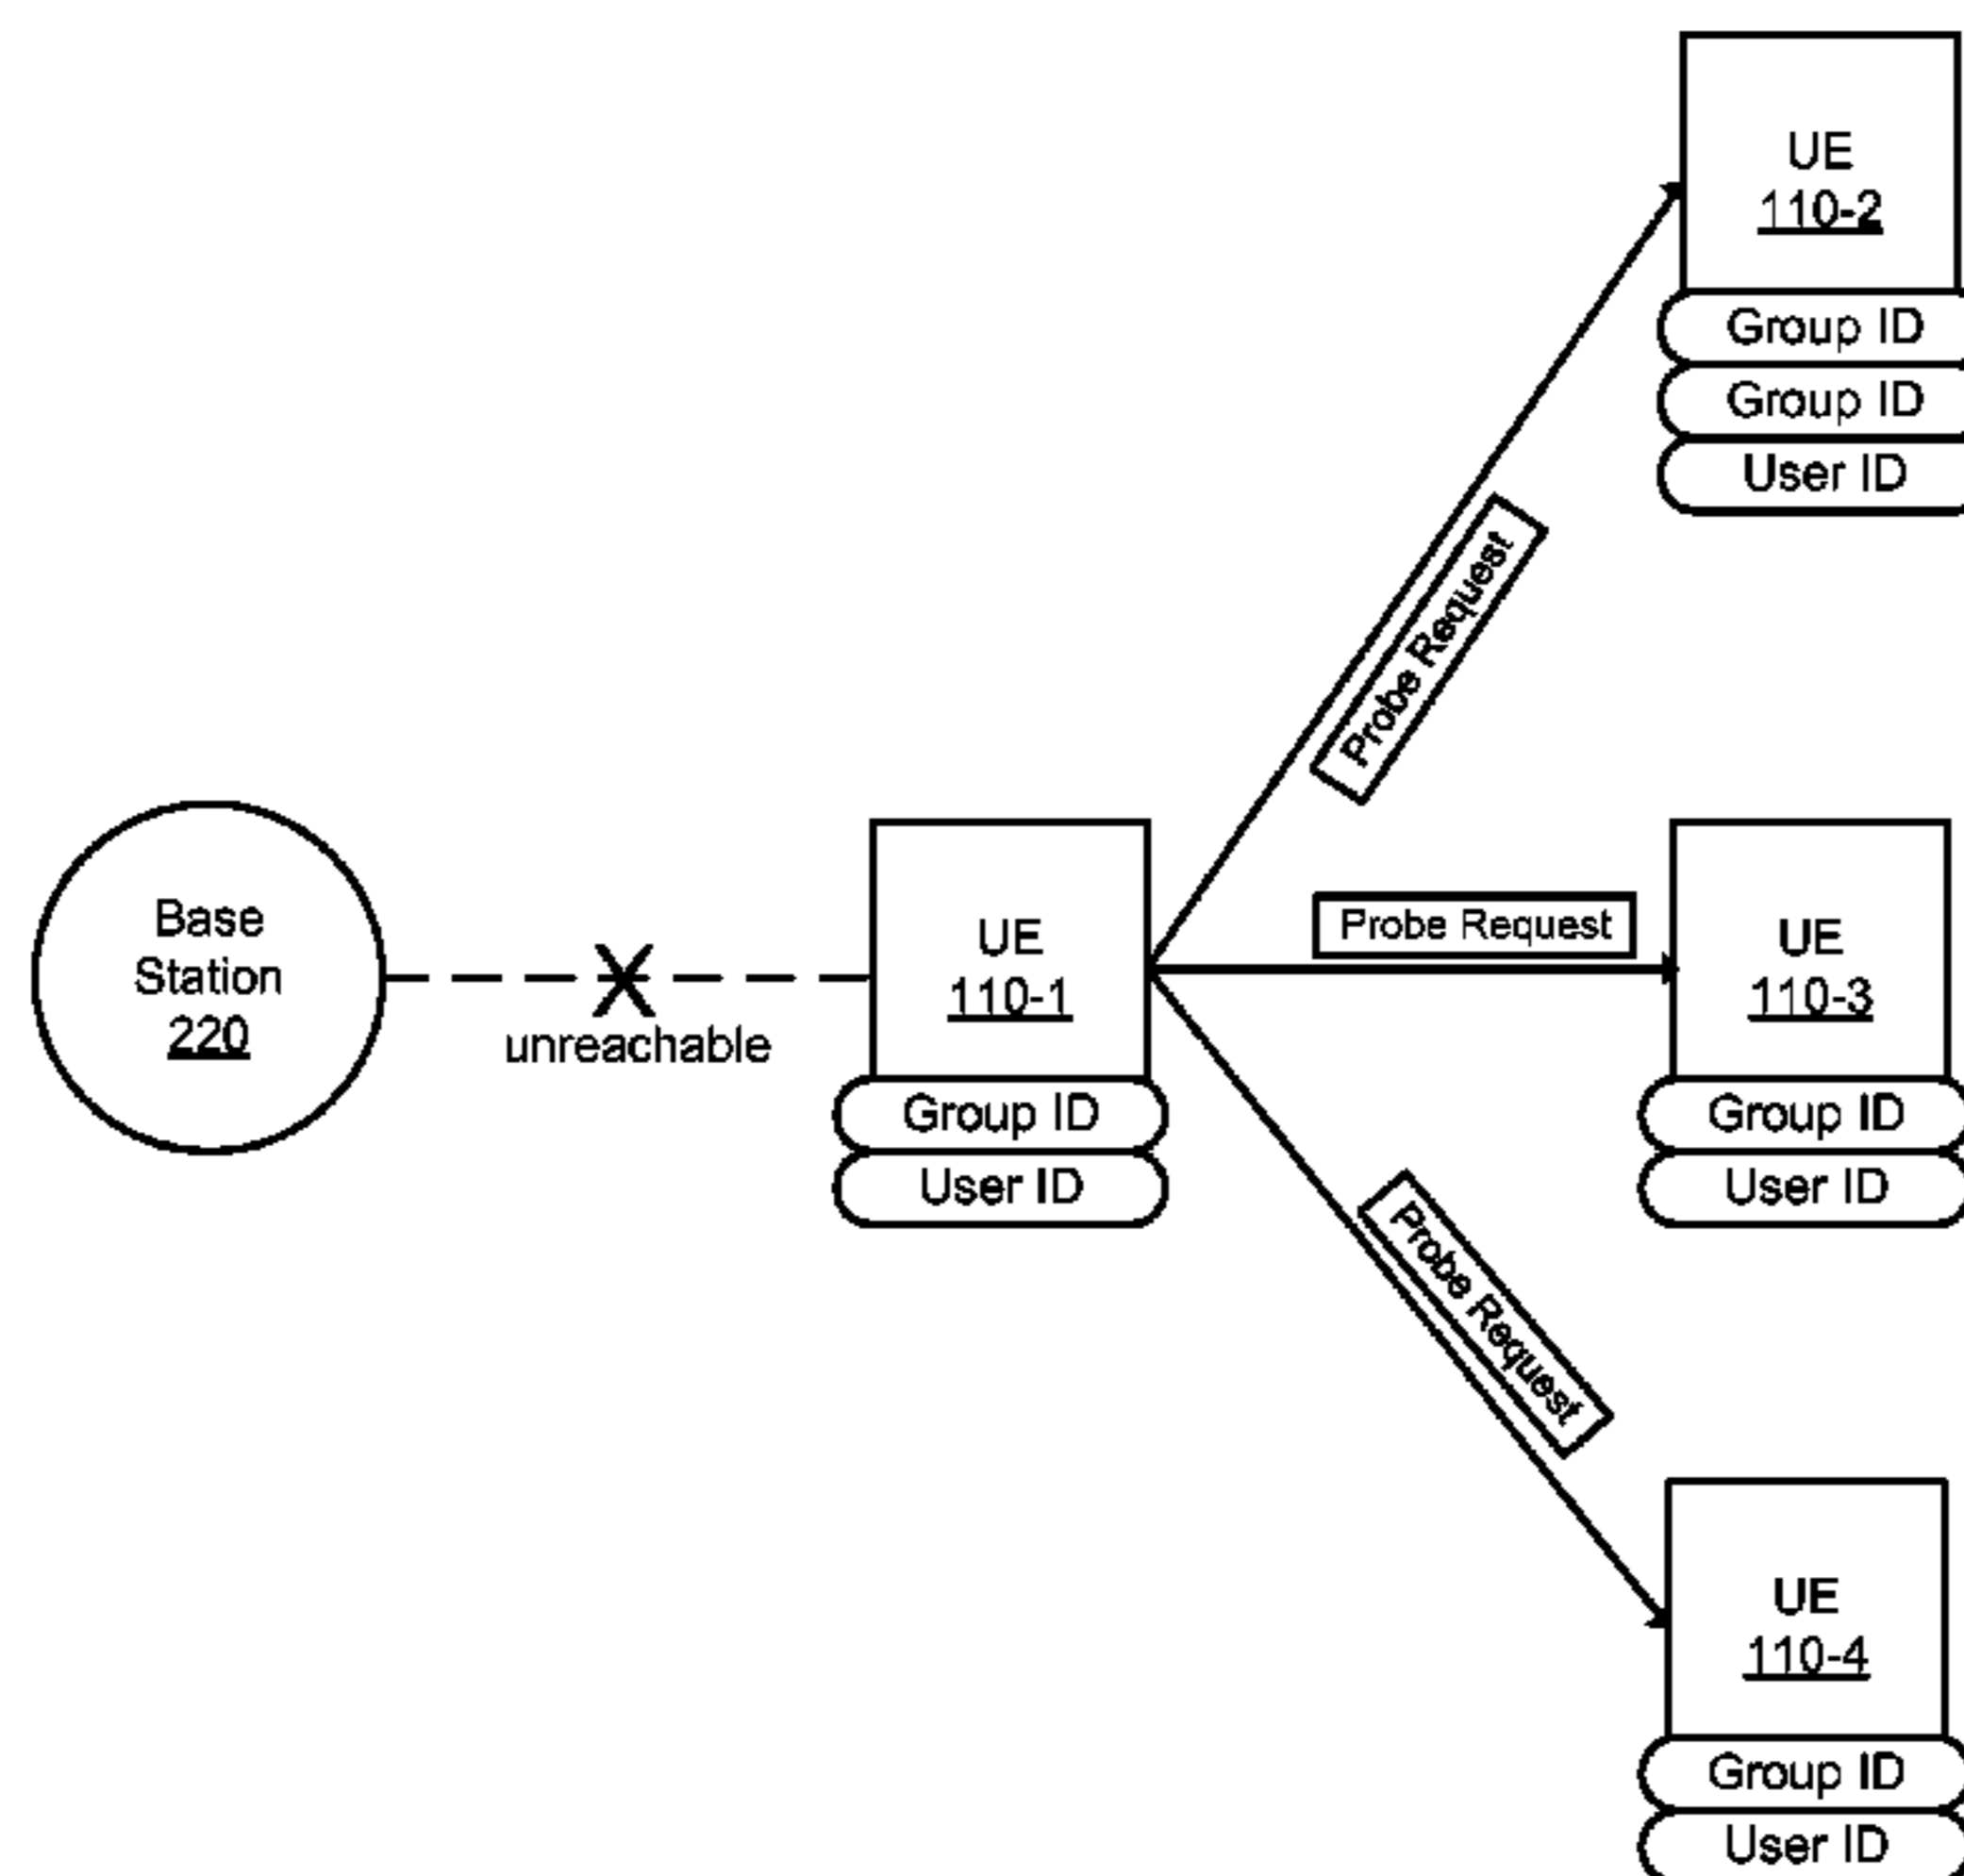 UE
110-2
Group ID
Group ID
User ID
Probe Request
Base
Station
220
unreachable
UE
110-1
Group ID
User ID
Probe Request
UE
110-3
Group ID
User ID
Probe Request
UE
110-4
Group ID
User ID